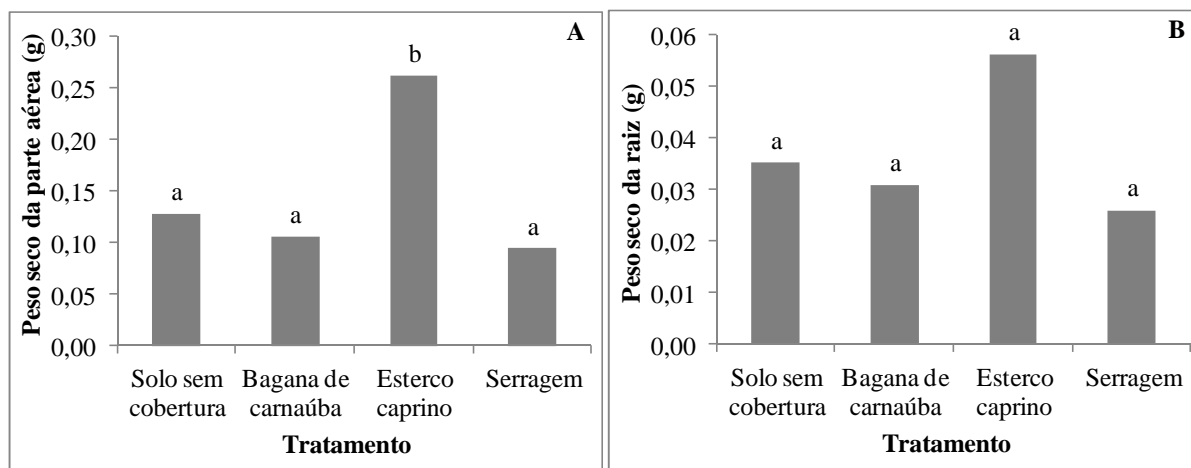 A
Peso seco da parte aérea (g)
0,30
0,25
0,20
0,15
0,10
0,05
0,00
a
a
b
a
Solo sem
cobertura
Bagana de
carnaúba
Esterco
caprino
Serragem
Tratamento
B
Peso seco da raiz (g)
0,06
0,05
0,04
0,03
0,02
0,01
0,00
a
a
a
a
Solo sem
cobertura
Bagana de
carnaúba
Esterco
caprino
Serragem
Tratamento